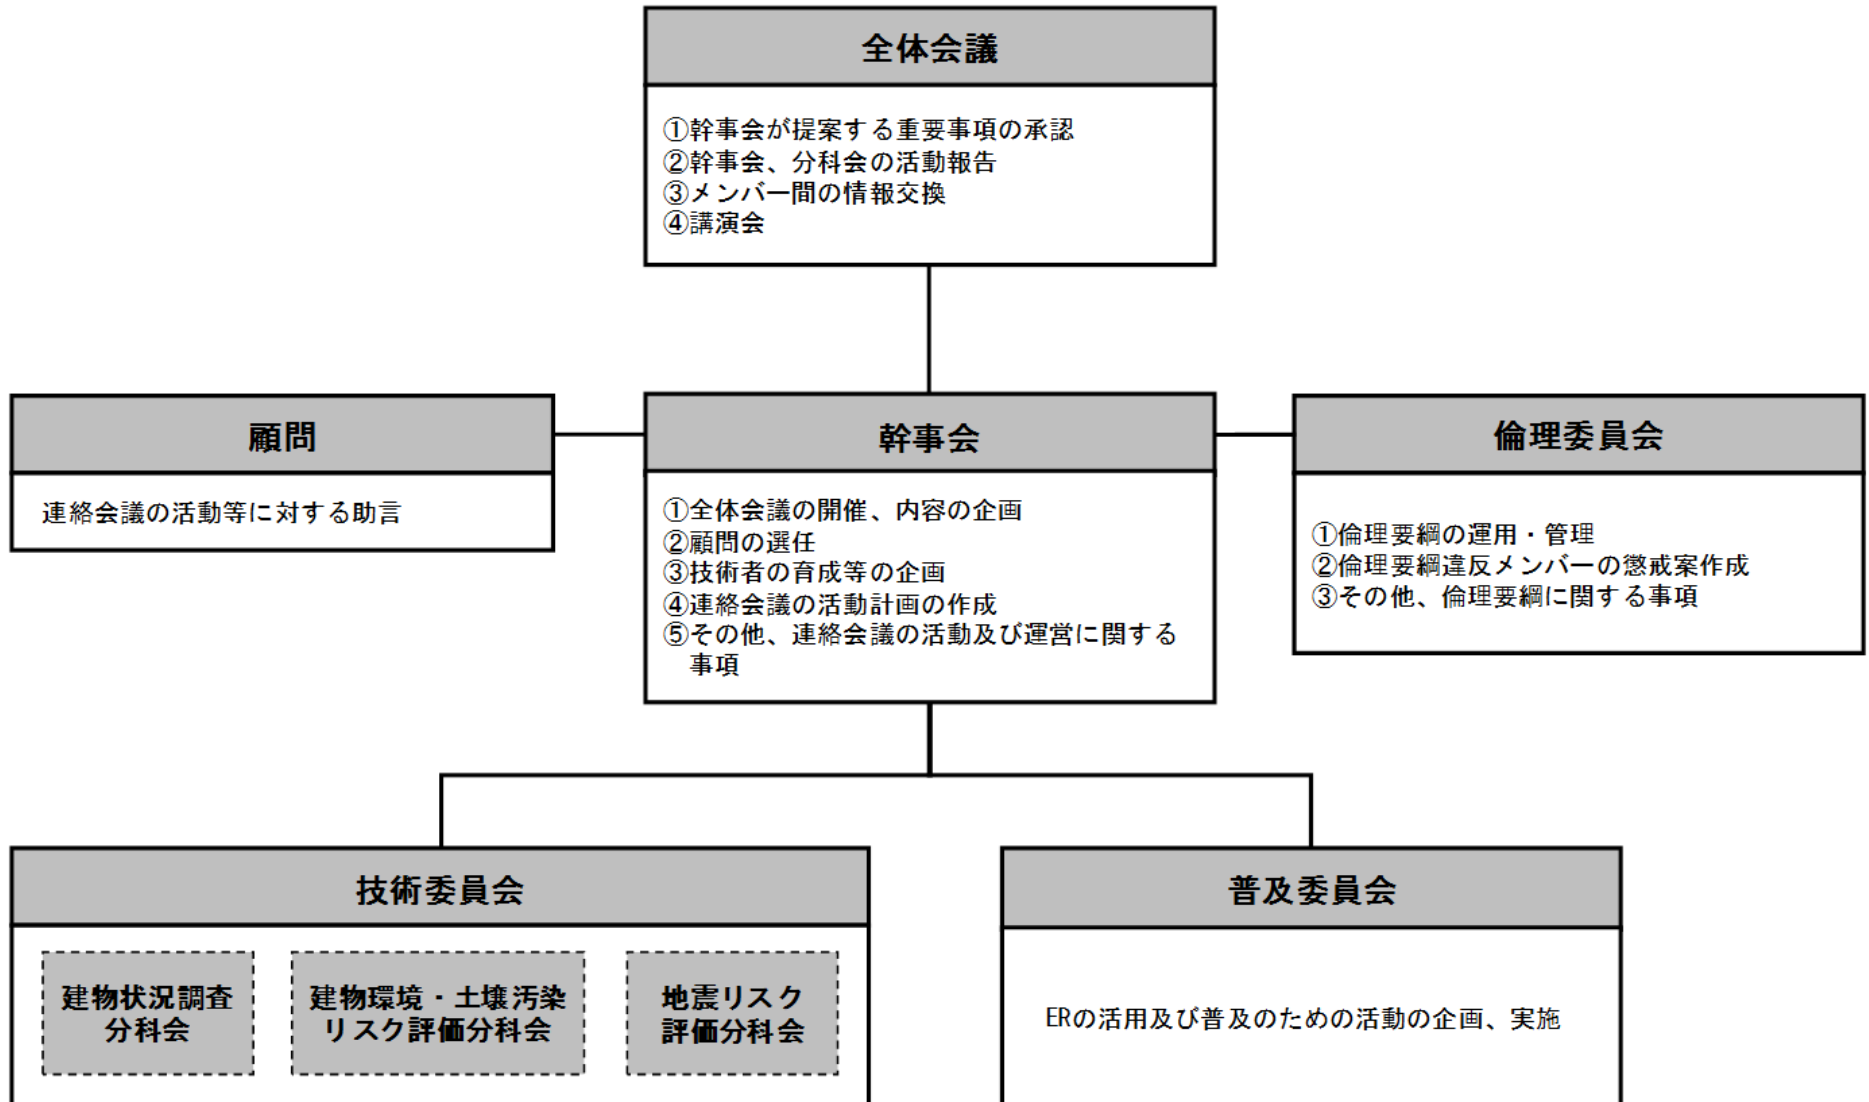 全体会議
①幹事会が提案する重要事項の承認
②幹事会、分科会の活動報告
③メンバー間の情報交換
④講演会
顧問
連絡会議の活動等に対する助言
幹事会
①全体会議の開催、内容の企画
②顧問の選任
③技術者の育成等の企画
④連絡会議の活動計画の作成
⑤その他、連絡会議の活動及び運営に関する
事項
倫理委員会
①倫理要綱の運用・管理
②倫理要綱違反メンバーの懲戒案作成
③その他、倫理要綱に関する事項
技術委員会
建物状況調査
分科会
建物環境・土壌汚染
リスク評価分科会
地震リスク
評価分科会
普及委員会
ERの活用及び普及のための活動の企画、実施